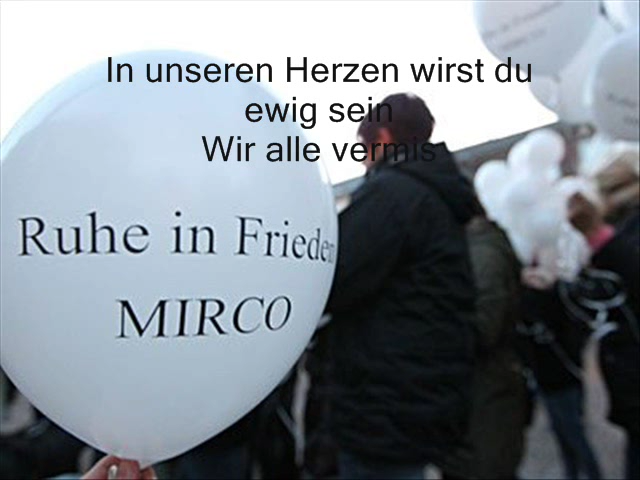 In unseren Herzen wirst du
ewig sein
Wir alle vermis
Ruhe in Frieden
MIRCO